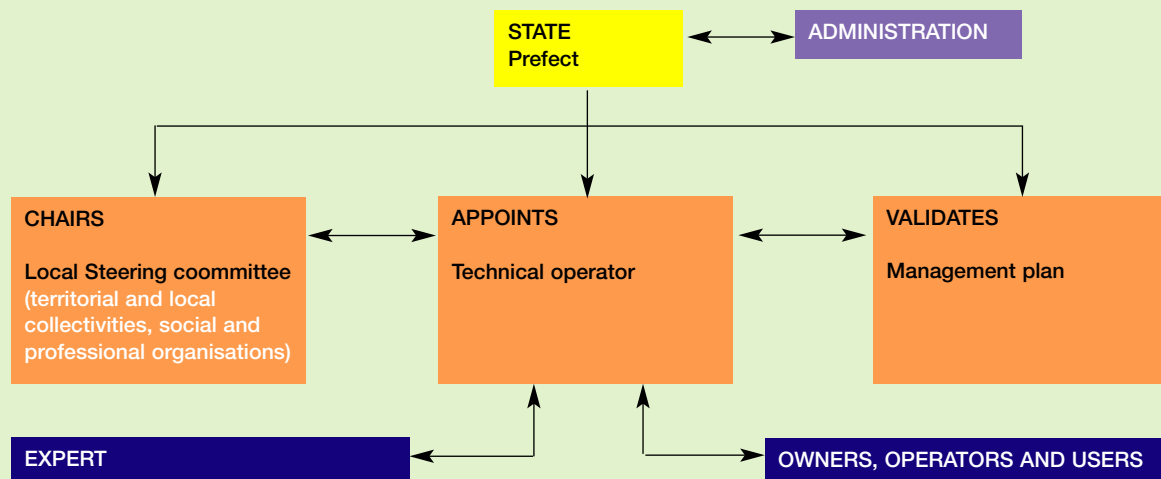 STATE
Prefect
ADMINISTRATION
CHAIRS
Local Steering coommittee
(territorial and local
collectivities, social and
professional organisations)
APPOINTS
Technical operator
VALIDATES
Management plan
EXPERT
OWNERS, OPERATORS AND USERS